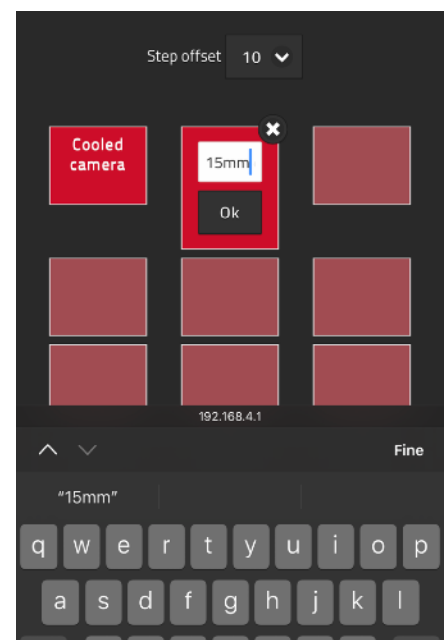 Step offset 10
Cooled
camera
15mm
Ok
192.168.4.1
Fine
"15mm"
q w e r t y u i o p
a s d f g h j k l